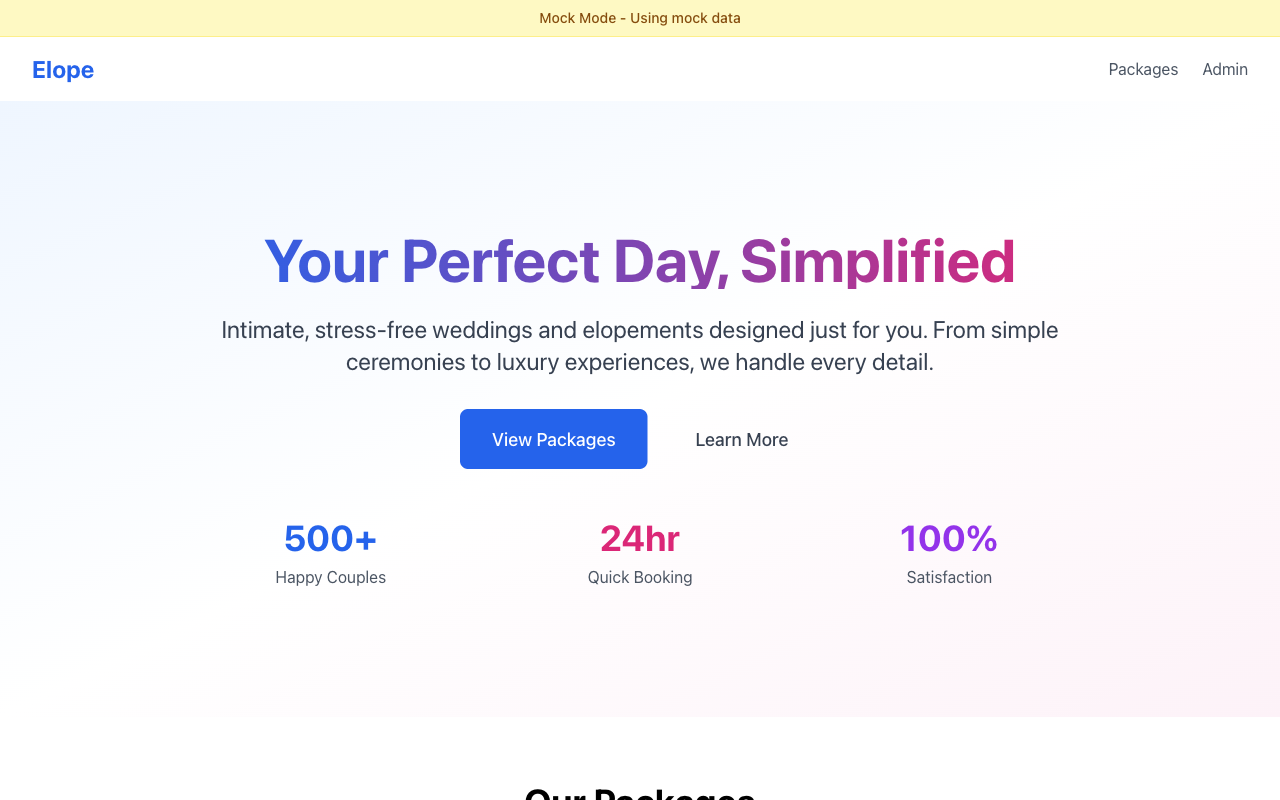 Mock Mode - Using mock data
Elope
Packages
Admin
Your Perfect Day, Simplified
Intimate, stress-free weddings and elopements designed just for you. From simple
ceremonies to luxury experiences, we handle every detail.
View Packages
Learn More
500+
Happy Couples
24hr
Quick Booking
100%
Satisfaction
Our Packages